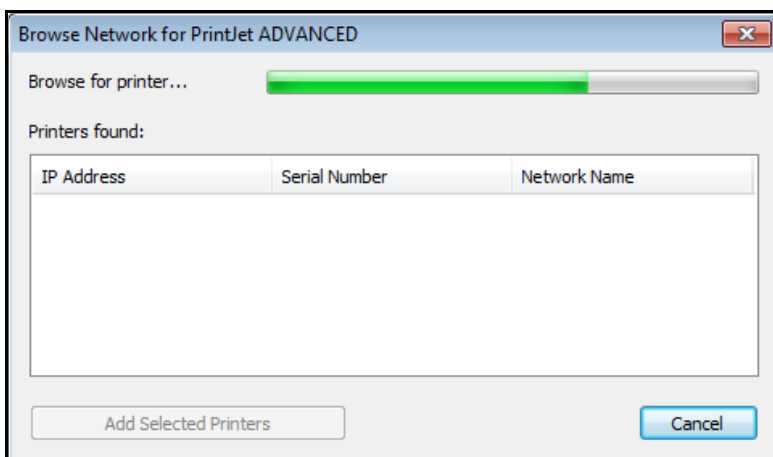 Browse Network for PrintJet ADVANCED
Browse for printer...
Printers found:
IP Address Serial Number Network Name
Add Selected Printers Cancel